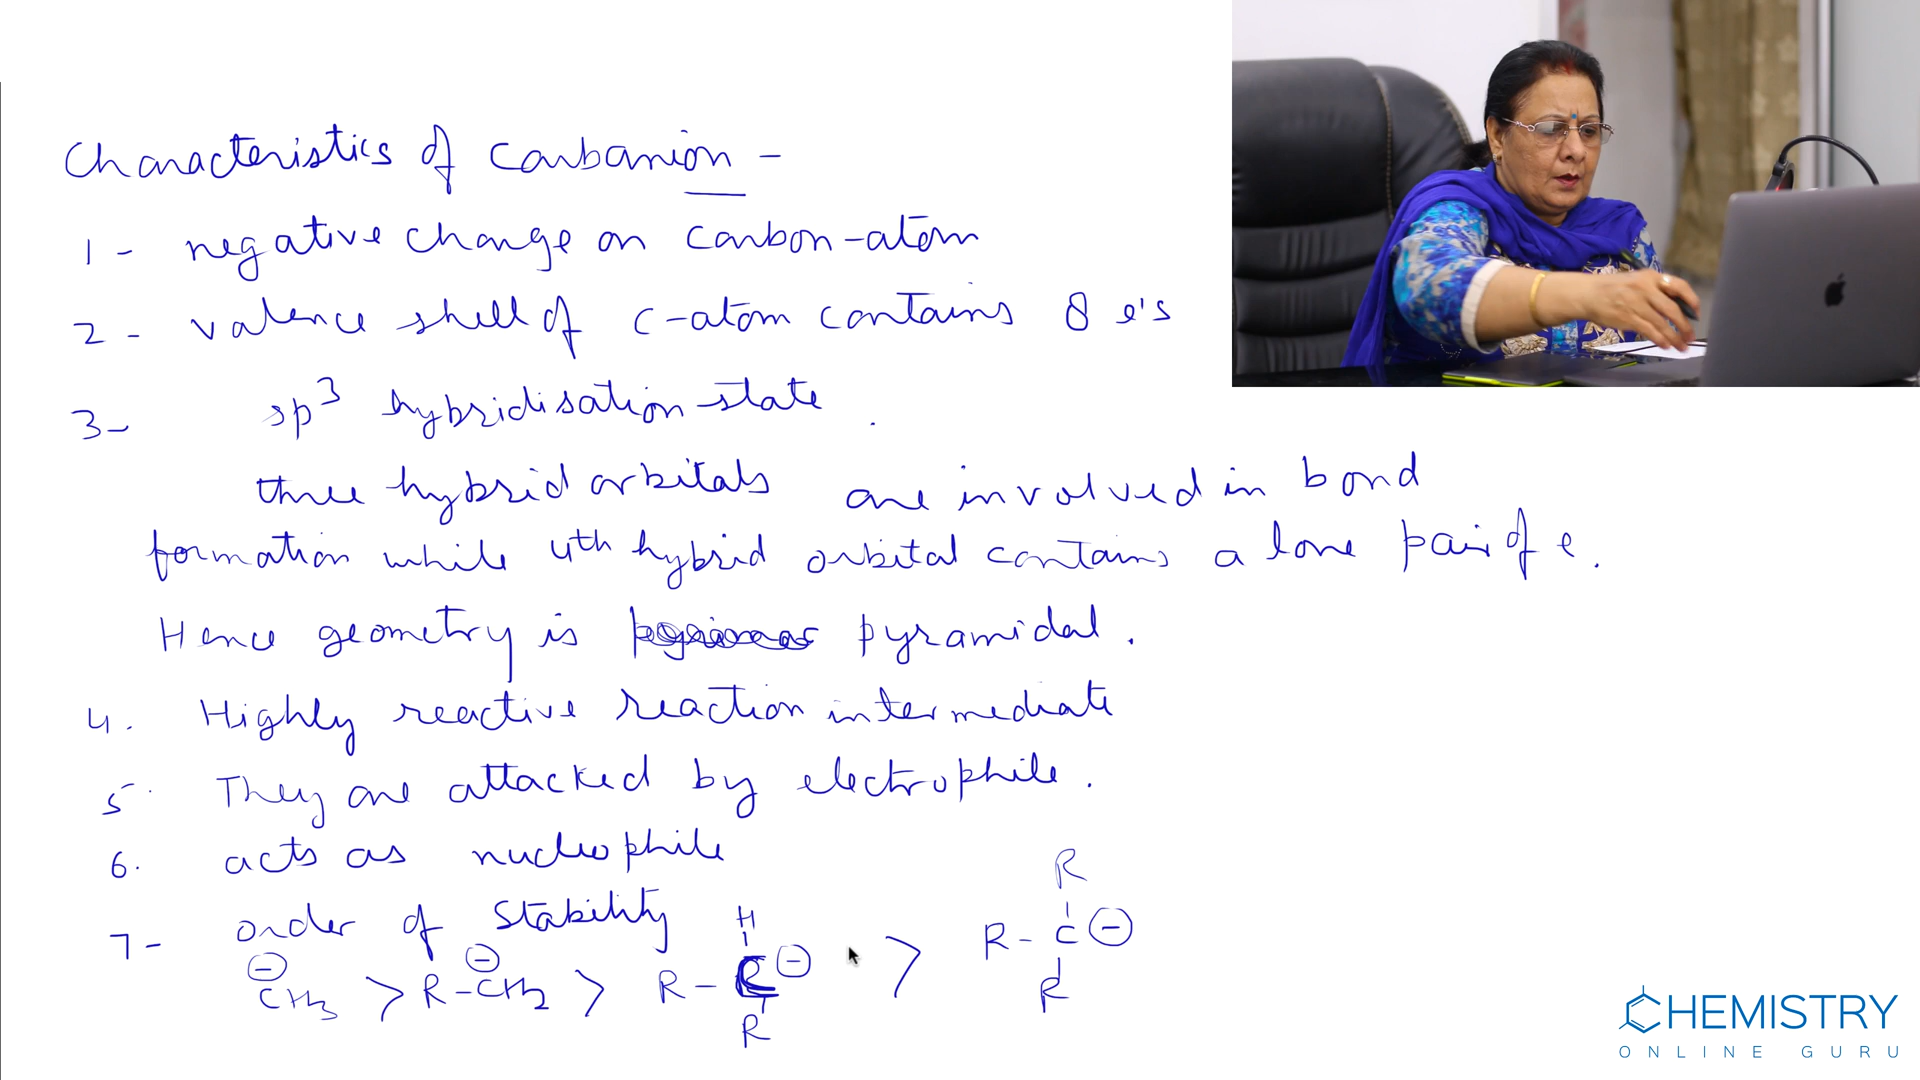 Characteristics of Carbanion -
1 - negative charge on carbon-atom
2 - valence shell of C-atom contains 8 e's
3- sp³ hybridisation state.
three hybrid orbitals are involved in bond
formation while 4th hybrid orbital contains a lone pair of e.
Hence geometry is pyramidal.
4. Highly reactive reaction intermediate
5. They are attacked by electrophile.
6. acts as nucleophile
7- order of stability
⊖ ⊖ H R
CH3 > R-CH2 > R-C⊖ > R-C⊖
R R
CHEMISTRY
ONLINE GURU